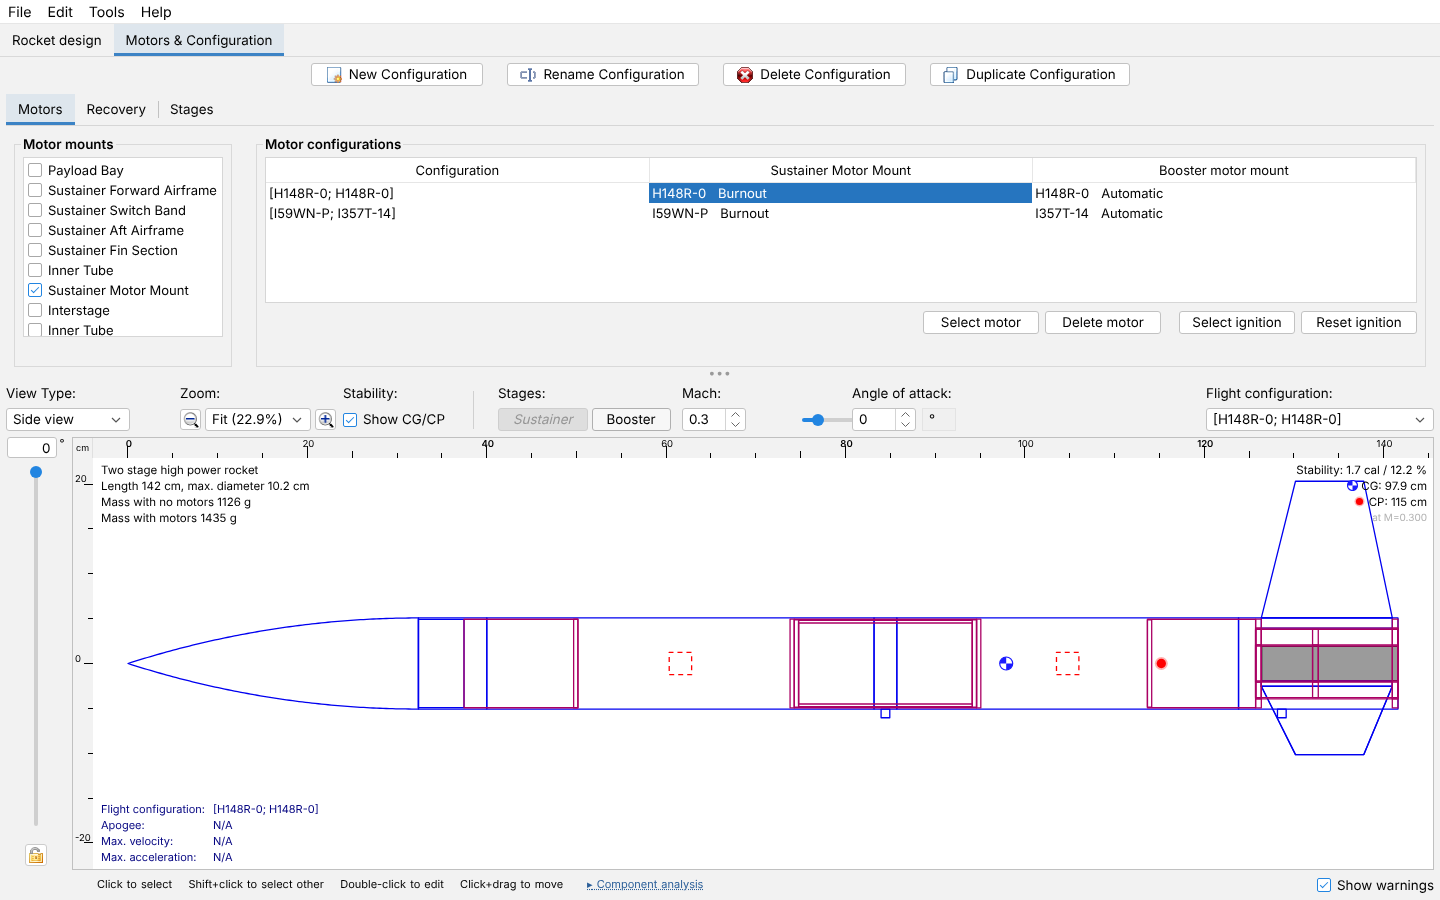 File Edit Tools Help
Rocket design Motors & Configuration
New Configuration Rename Configuration Delete Configuration Duplicate Configuration
Motors Recovery Stages
Motor mounts
Payload Bay
Sustainer Forward Airframe
Sustainer Switch Band
Sustainer Aft Airframe
Sustainer Fin Section
Inner Tube
Sustainer Motor Mount
Interstage
Inner Tube
Motor configurations
Configuration Sustainer Motor Mount Booster motor mount
[H148R-0; H148R-0] H148R-0 Burnout H148R-0 Automatic
[I59WN-P; I357T-14] I59WN-P Burnout I357T-14 Automatic
Select motor Delete motor Select ignition Reset ignition
View Type: Zoom: Stability: Stages: Mach: Angle of attack: Flight configuration:
Side view Fit (22.9%) Show CG/CP Sustainer Booster 0.3 0 ° [H148R-0; H148R-0]
0 ° cm 0 20 40 60 80 100 120 140
20
0
-20
Two stage high power rocket
Length 142 cm, max. diameter 10.2 cm
Mass with no motors 1126 g
Mass with motors 1435 g
Stability: 1.7 cal / 12.2 %
CG: 97.9 cm
CP: 115 cm
at M=0.300
Flight configuration: [H148R-0; H148R-0]
Apogee: N/A
Max. velocity: N/A
Max. acceleration: N/A
Click to select Shift+click to select other Double-click to edit Click+drag to move ▸ Component analysis Show warnings